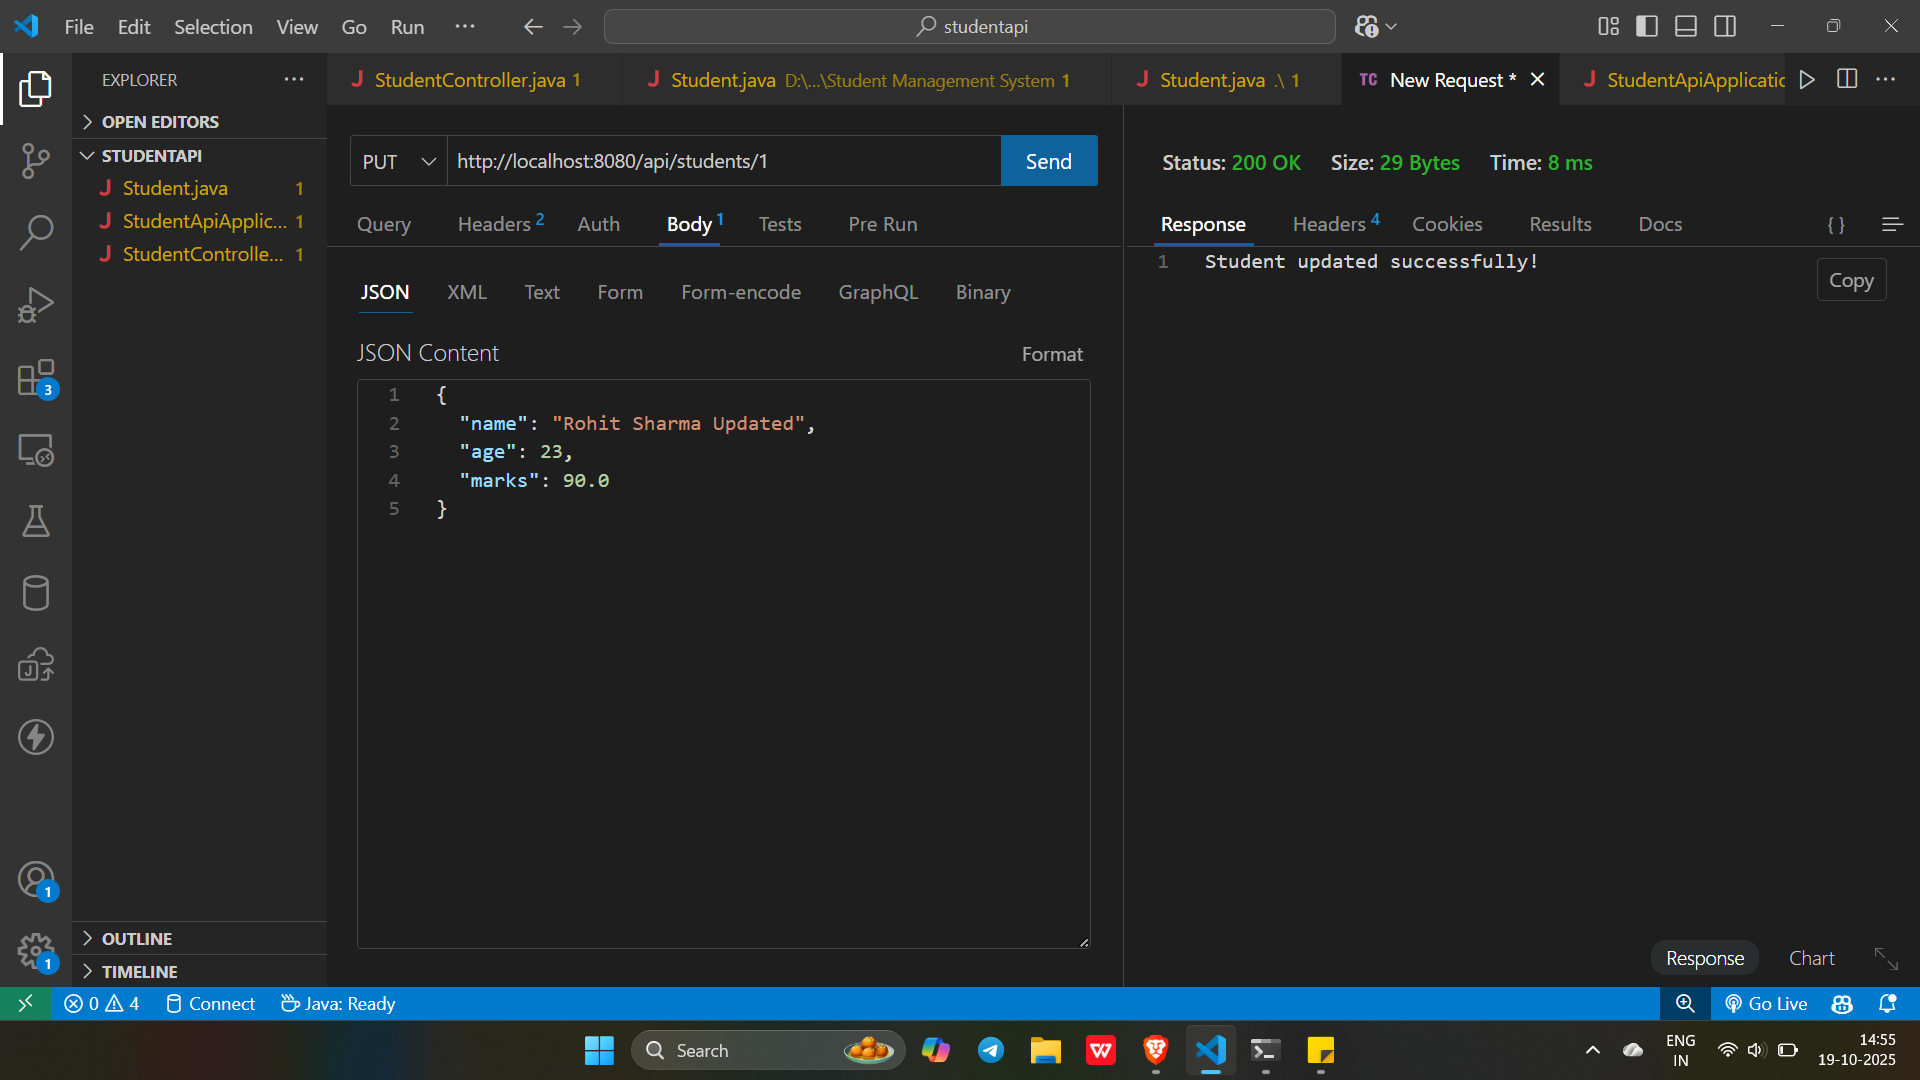 File Edit Selection View Go Run ··· studentapi
EXPLORER ···
J StudentController.java 1 J Student.java D:\...\Student Management System 1 J Student.java .\ 1 TC New Request * J StudentApiApplicatic ···
OPEN EDITORS
STUDENTAPI
J Student.java 1
J StudentApiApplic... 1
J StudentControlle... 1
PUT http://localhost:8080/api/students/1 Send
Query Headers 2 Auth Body 1 Tests Pre Run
JSON XML Text Form Form-encode GraphQL Binary
JSON Content Format
1 {
2 "name": "Rohit Sharma Updated",
3 "age": 23,
4 "marks": 90.0
5 }
Status: 200 OK Size: 29 Bytes Time: 8 ms
Response Headers 4 Cookies Results Docs { }
1 Student updated successfully!
Copy
Response Chart
3
1
1
OUTLINE
TIMELINE
0 4 Connect Java: Ready Go Live
Search
W
ENG
IN
14:55
19-10-2025